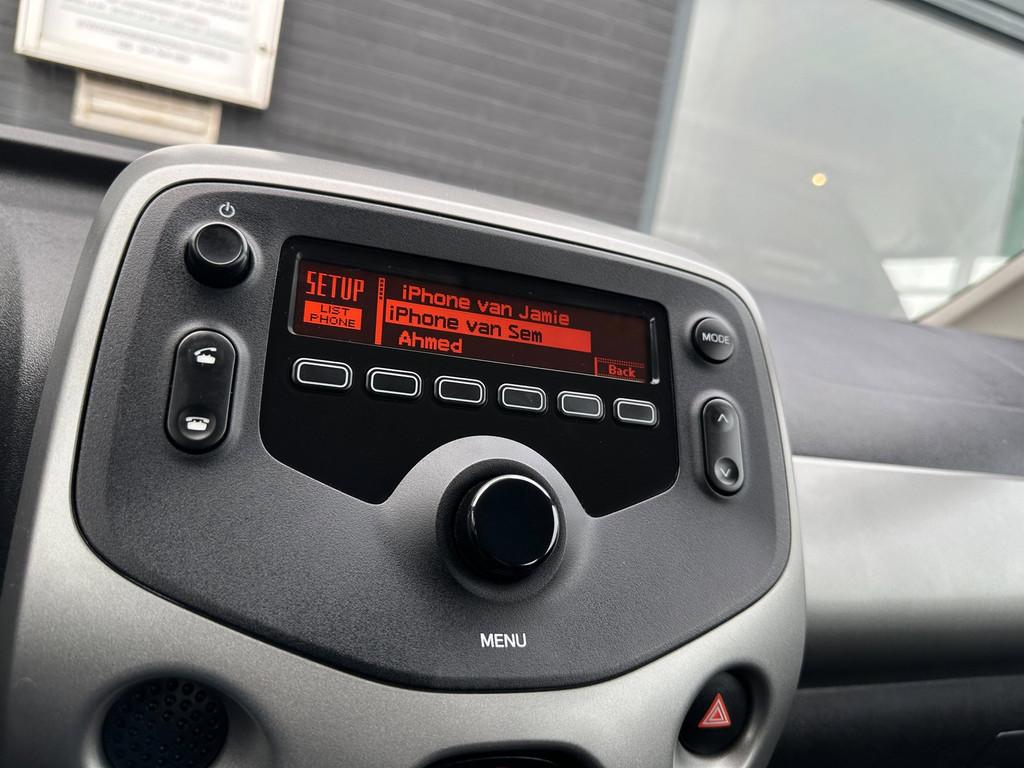 SETUP
LIST
PHONE
iPhone van Jamie
iPhone van Sem
Ahmed
Back
MODE
MENU